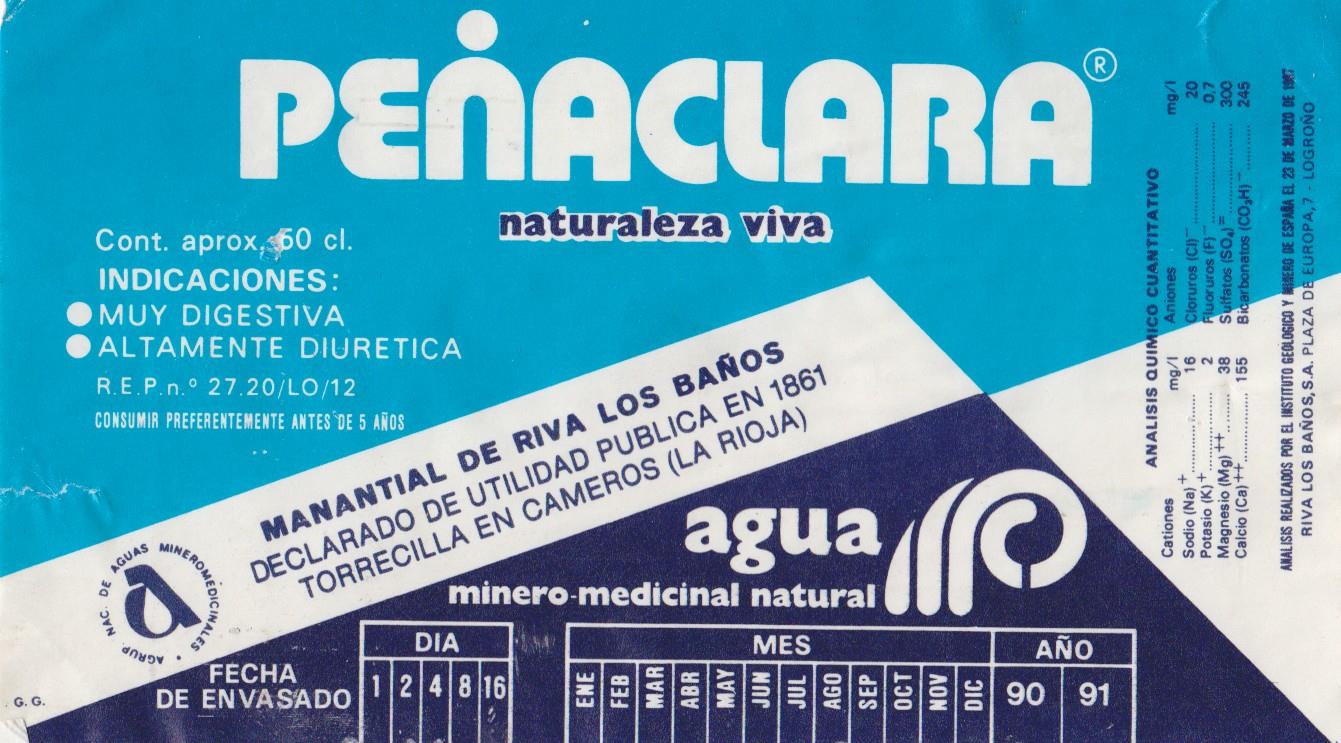 PEÑACLARA®
naturaleza viva
Cont. aprox. 50 cl.
INDICACIONES:
● MUY DIGESTIVA
● ALTAMENTE DIURETICA
R.E.P.n.º 27.20/LO/12
CONSUMIR PREFERENTEMENTE ANTES DE 5 AÑOS
MANANTIAL DE RIVA LOS BAÑOS
DECLARADO DE UTILIDAD PUBLICA EN 1861
TORRECILLA EN CAMEROS (LA RIOJA)
AGRUP. NAC. DE AGUAS MINEROMEDICINALES •
agua
minero-medicinal natural
FECHA
DE ENVASADO
DIA
1 2 4 8 16
MES
ENE FEB MAR ABR MAY JUN JUL AGO SEP OCT NOV DIC
AÑO
90 91
G. G.
ANALISIS QUIMICO CUANTITATIVO
Cationes mg/l Aniones mg/l
Sodio (Na)+ 16 Cloruros (Cl)– 20
Potasio (K)+ 2 Fluoruros (F)– 0,7
Magnesio (Mg)++ 38 Sulfatos (SO₄)= 300
Calcio (Ca)++ 155 Bicarbonatos (CO₃H)– 245
ANALISIS REALIZADOS POR EL INSTITUTO GEOLOGICO Y MINERO DE ESPAÑA EL 23 DE MARZO DE 1987
RIVA LOS BAÑOS, S.A. PLAZA DE EUROPA, 7 - LOGROÑO